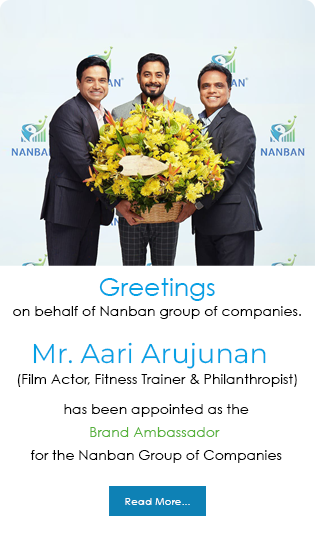 NANBAN
NANBAN
NANBAN
Greetings
on behalf of Nanban group of companies.
Mr. Aari Arujunan
(Film Actor, Fitness Trainer & Philanthropist)
has been appointed as the
Brand Ambassador
for the Nanban Group of Companies
Read More...